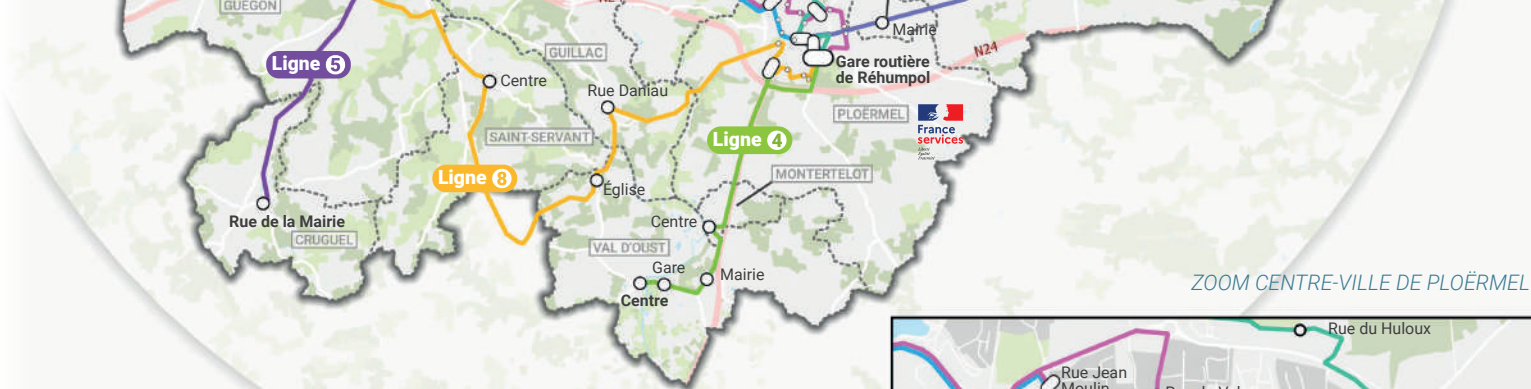 GUEGON
Mairie
N24
GUILLAC
Ligne 5
Centre
Gare routière
de Réhumpol
Rue Daniau
PLOËRMEL
France
services
SAINT-SERVANT
Ligne 4
Ligne 8
MONTERTELOT
Église
Rue de la Mairie
Centre
CRUGUEL
VAL D'OUST
Gare
Mairie
Centre
ZOOM CENTRE-VILLE DE PLOËRMEL
Rue du Huloux
Rue Jean
Moulin